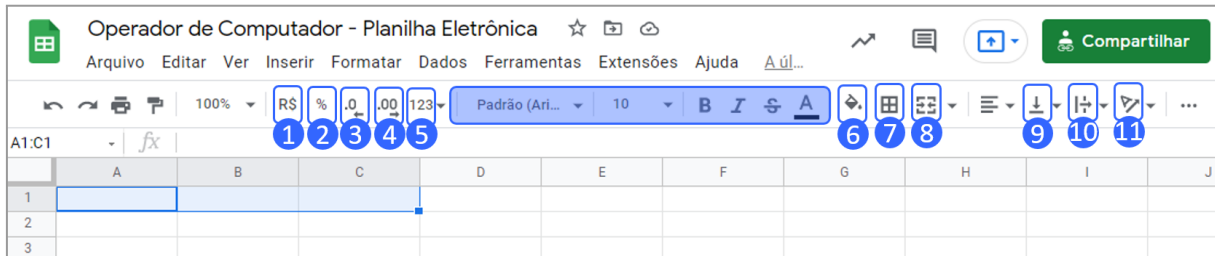 Operador de Computador - Planilha Eletrônica
Arquivo Editar Ver Inserir Formatar Dados Ferramentas Extensões Ajuda A úl...
Compartilhar
100% R$ % .0 .00 123 Padrão (Ari... 10 B I S A
1 2 3 4 5 6 7 8 9 10 11
A1:C1 fx
A B C D E F G H I J
1
2
3